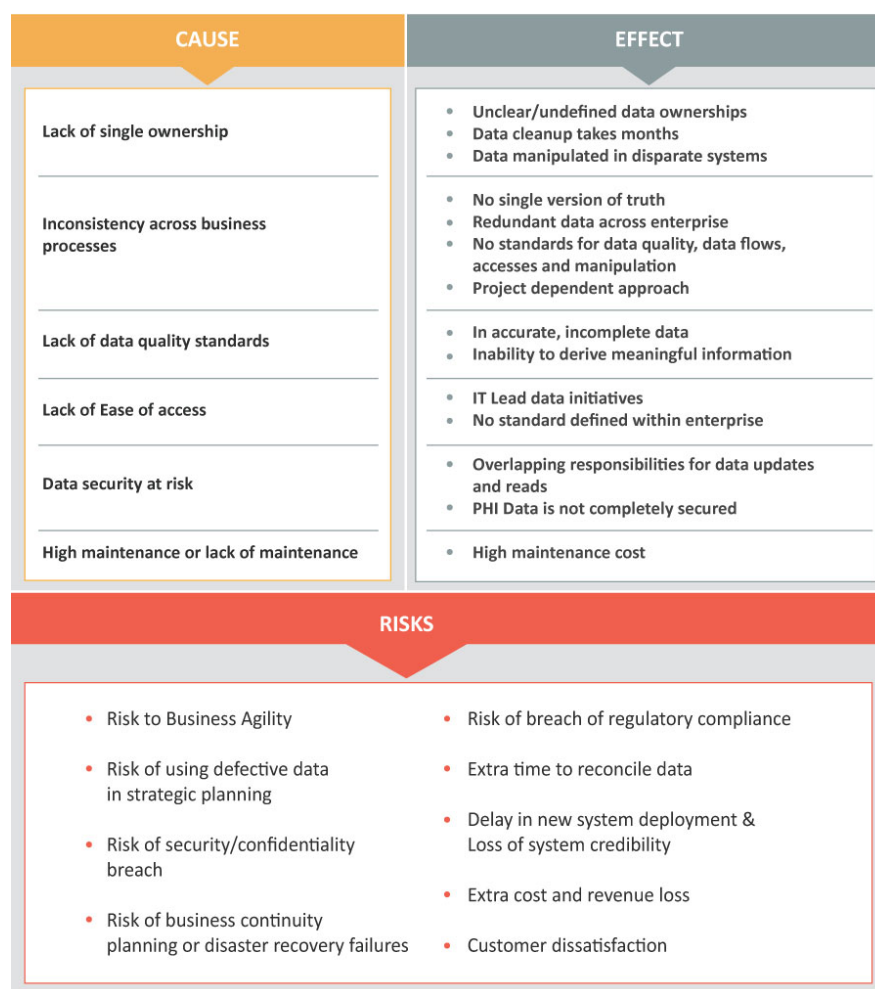 CAUSE
EFFECT
Lack of single ownership
• Unclear/undefined data ownerships
• Data cleanup takes months
• Data manipulated in disparate systems
Inconsistency across business
processes
• No single version of truth
• Redundant data across enterprise
• No standards for data quality, data flows,
accesses and manipulation
• Project dependent approach
Lack of data quality standards
• In accurate, incomplete data
• Inability to derive meaningful information
Lack of Ease of access
• IT Lead data initiatives
• No standard defined within enterprise
Data security at risk
• Overlapping responsibilities for data updates
and reads
• PHI Data is not completely secured
High maintenance or lack of maintenance
• High maintenance cost
RISKS
• Risk to Business Agility
• Risk of using defective data
in strategic planning
• Risk of security/confidentiality
breach
• Risk of business continuity
planning or disaster recovery failures
• Risk of breach of regulatory compliance
• Extra time to reconcile data
• Delay in new system deployment &
Loss of system credibility
• Extra cost and revenue loss
• Customer dissatisfaction